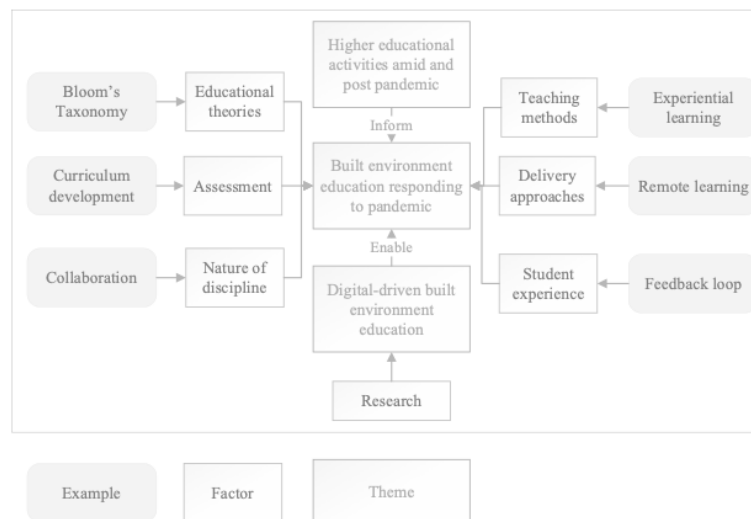 Higher educational
activities amid and
post pandemic
Bloom's
Taxonomy
Educational
theories
Teaching
methods
Experiential
learning
Inform
Curriculum
development
Assessment
Built environment
education responding
to pandemic
Delivery
approaches
Remote learning
Enable
Collaboration
Nature of
discipline
Digital-driven built
environment
education
Student
experience
Feedback loop
Research
Example
Factor
Theme